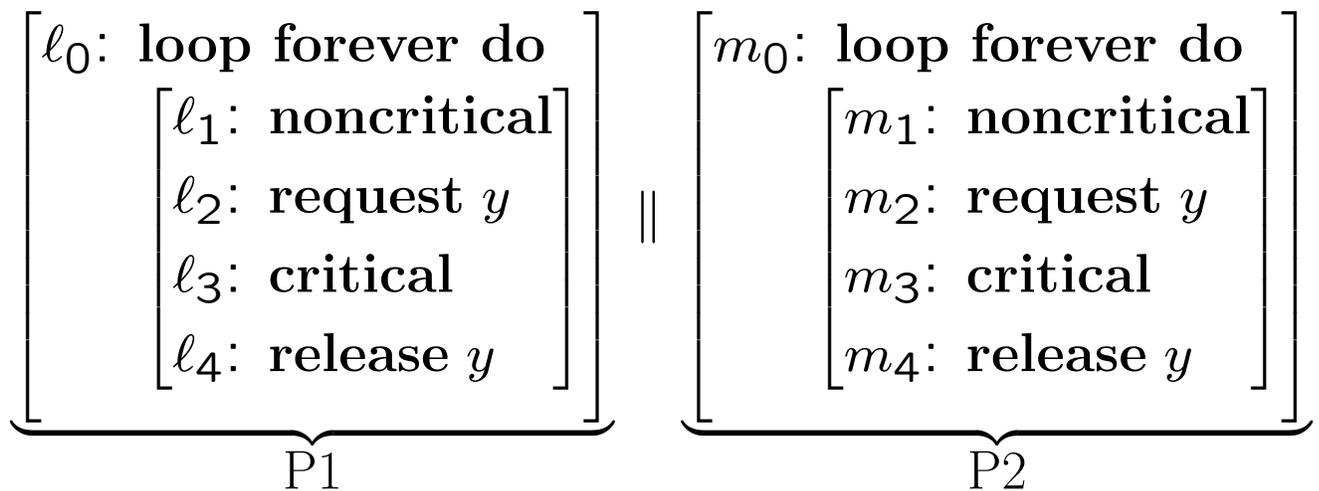 ℓ0: loop forever do
ℓ1: noncritical
ℓ2: request y
ℓ3: critical
ℓ4: release y
P1
||
m0: loop forever do
m1: noncritical
m2: request y
m3: critical
m4: release y
P2